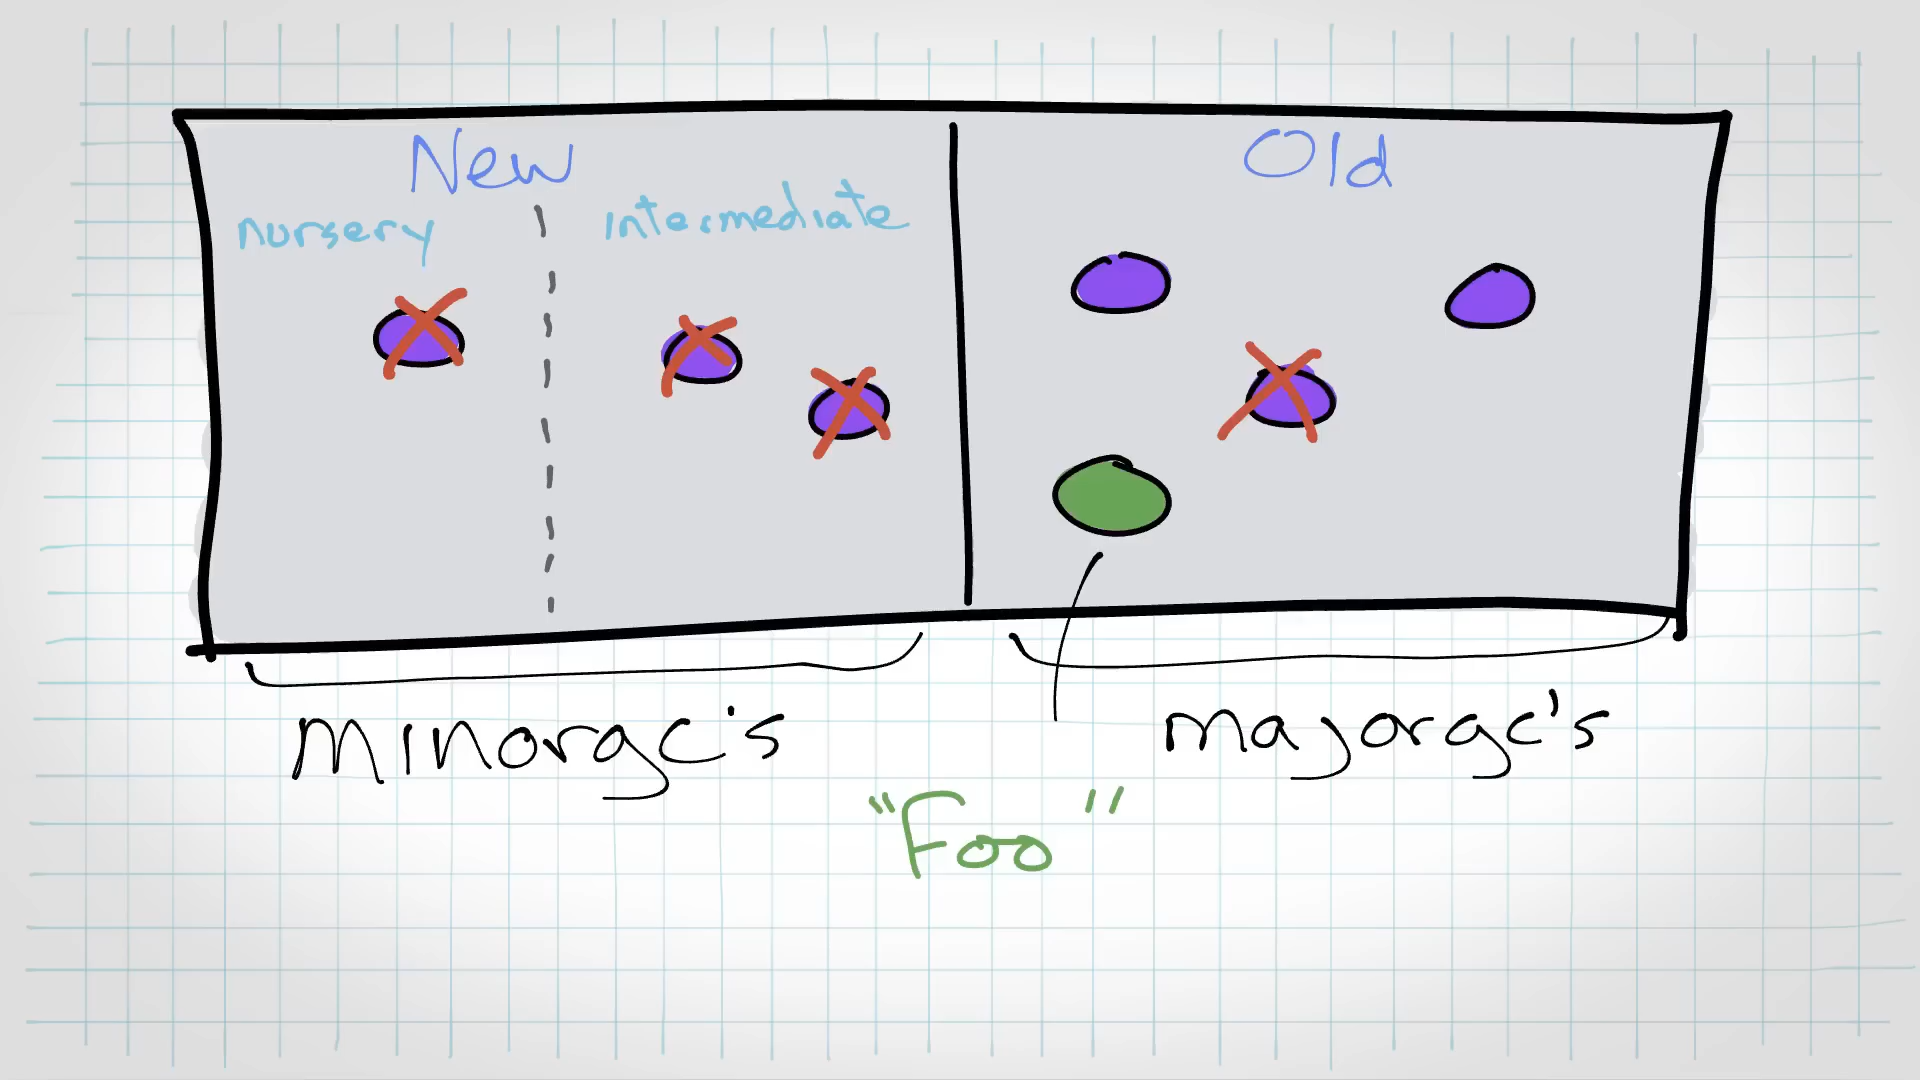 New
Old
nursery
intermediate
minorgc's
majorgc's
"Foo"